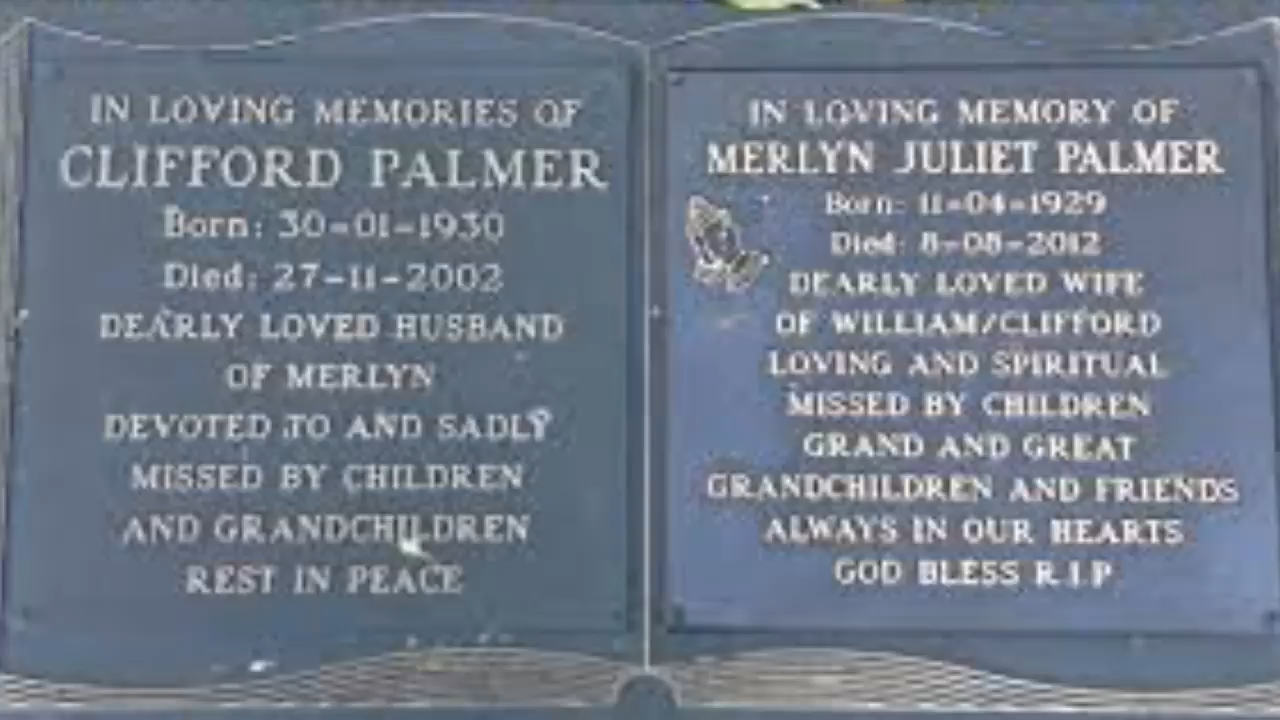 IN LOVING MEMORIES OF
CLIFFORD PALMER
Born: 30-01-1930
Died: 27-11-2002
DEARLY LOVED HUSBAND
OF MERLYN
DEVOTED TO AND SADLY
MISSED BY CHILDREN
AND GRANDCHILDREN
REST IN PEACE
IN LOVING MEMORY OF
MERLYN JULIET PALMER
Born: 11-04-1929
Died: 8-08-2012
DEARLY LOVED WIFE
OF WILLIAM/CLIFFORD
LOVING AND SPIRITUAL
MISSED BY CHILDREN
GRAND AND GREAT
GRANDCHILDREN AND FRIENDS
ALWAYS IN OUR HEARTS
GOD BLESS R.I.P